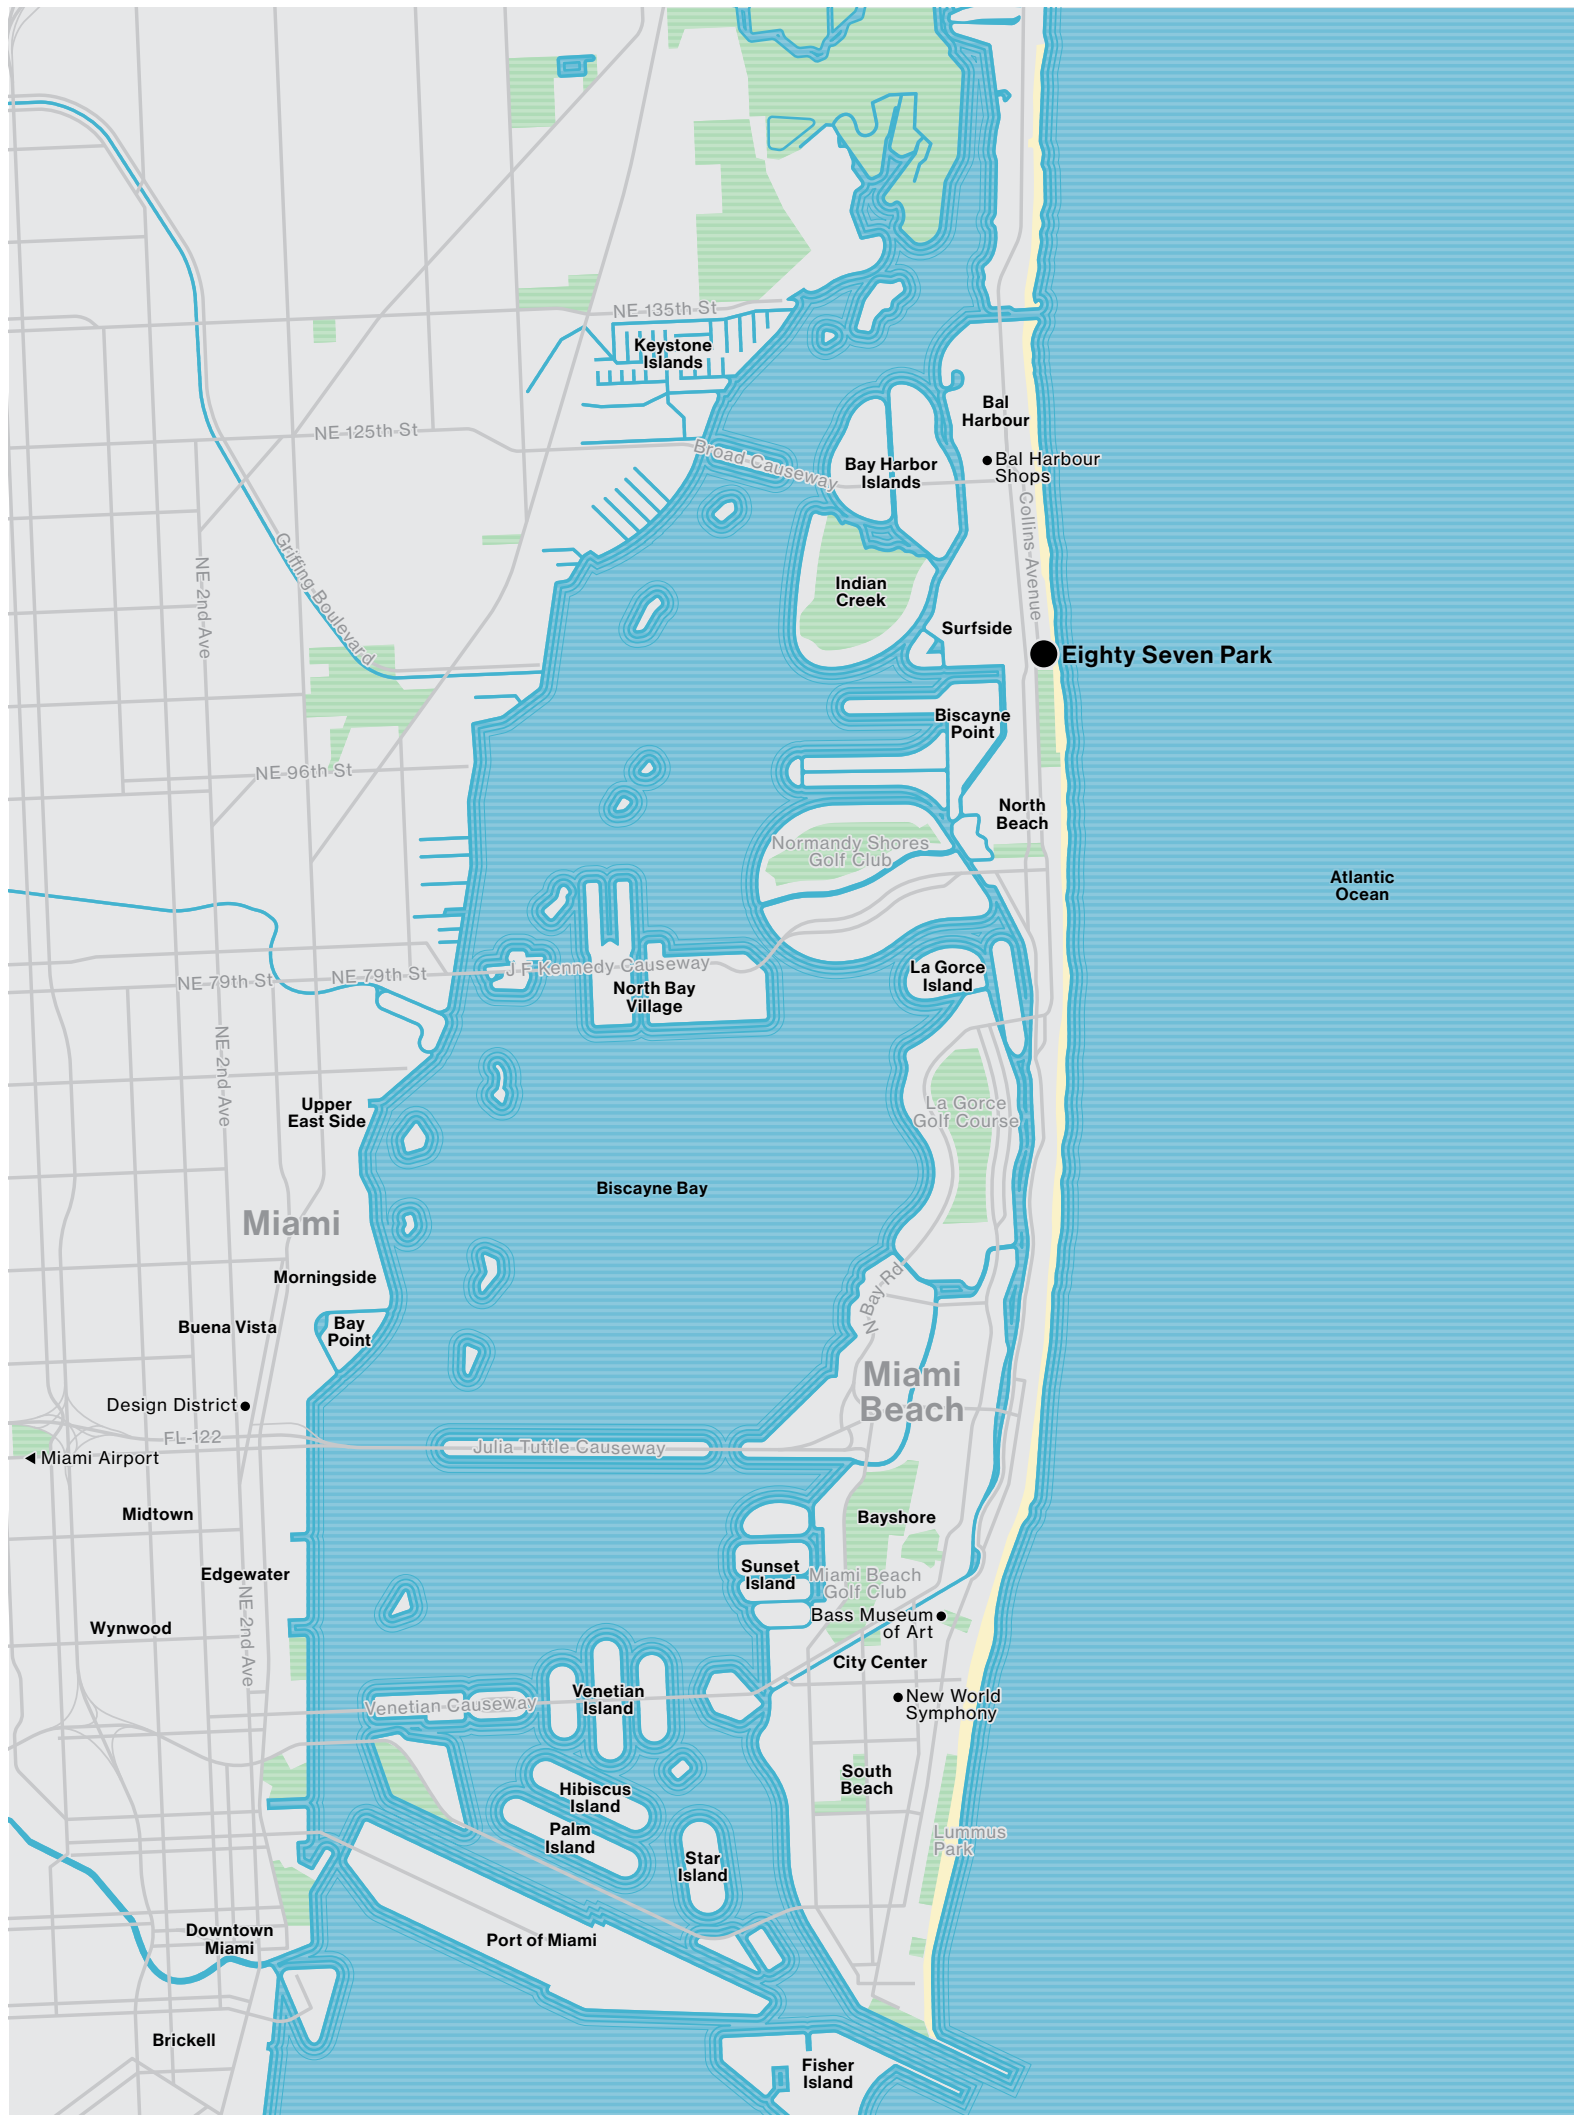 NE 135th St
Keystone
Islands
Bal
Harbour
NE 125th St
Broad Causeway
Bay Harbor
Islands
Bal Harbour
Shops
Collins Avenue
Griffing Boulevard
NE 2nd Ave
Indian
Creek
Surfside
Eighty Seven Park
Biscayne
Point
NE 96th St
North
Beach
Normandy Shores
Golf Club
Atlantic
Ocean
NE 79th St
NE 79th St
J F Kennedy Causeway
La Gorce
Island
North Bay
Village
NE 2nd Ave
Upper
East Side
La Gorce
Golf Course
Biscayne Bay
Miami
Morningside
N Bay Rd
Buena Vista
Bay
Point
Miami
Beach
Design District
FL-122
Julia Tuttle Causeway
Miami Airport
Midtown
Bayshore
Edgewater
Sunset
Island
Miami Beach
Golf Club
NE 2nd Ave
Wynwood
Bass Museum
of Art
City Center
Venetian Causeway
Venetian
Island
New World
Symphony
South
Beach
Hibiscus
Island
Palm
Island
Lummus
Park
Star
Island
Downtown
Miami
Port of Miami
Brickell
Fisher
Island